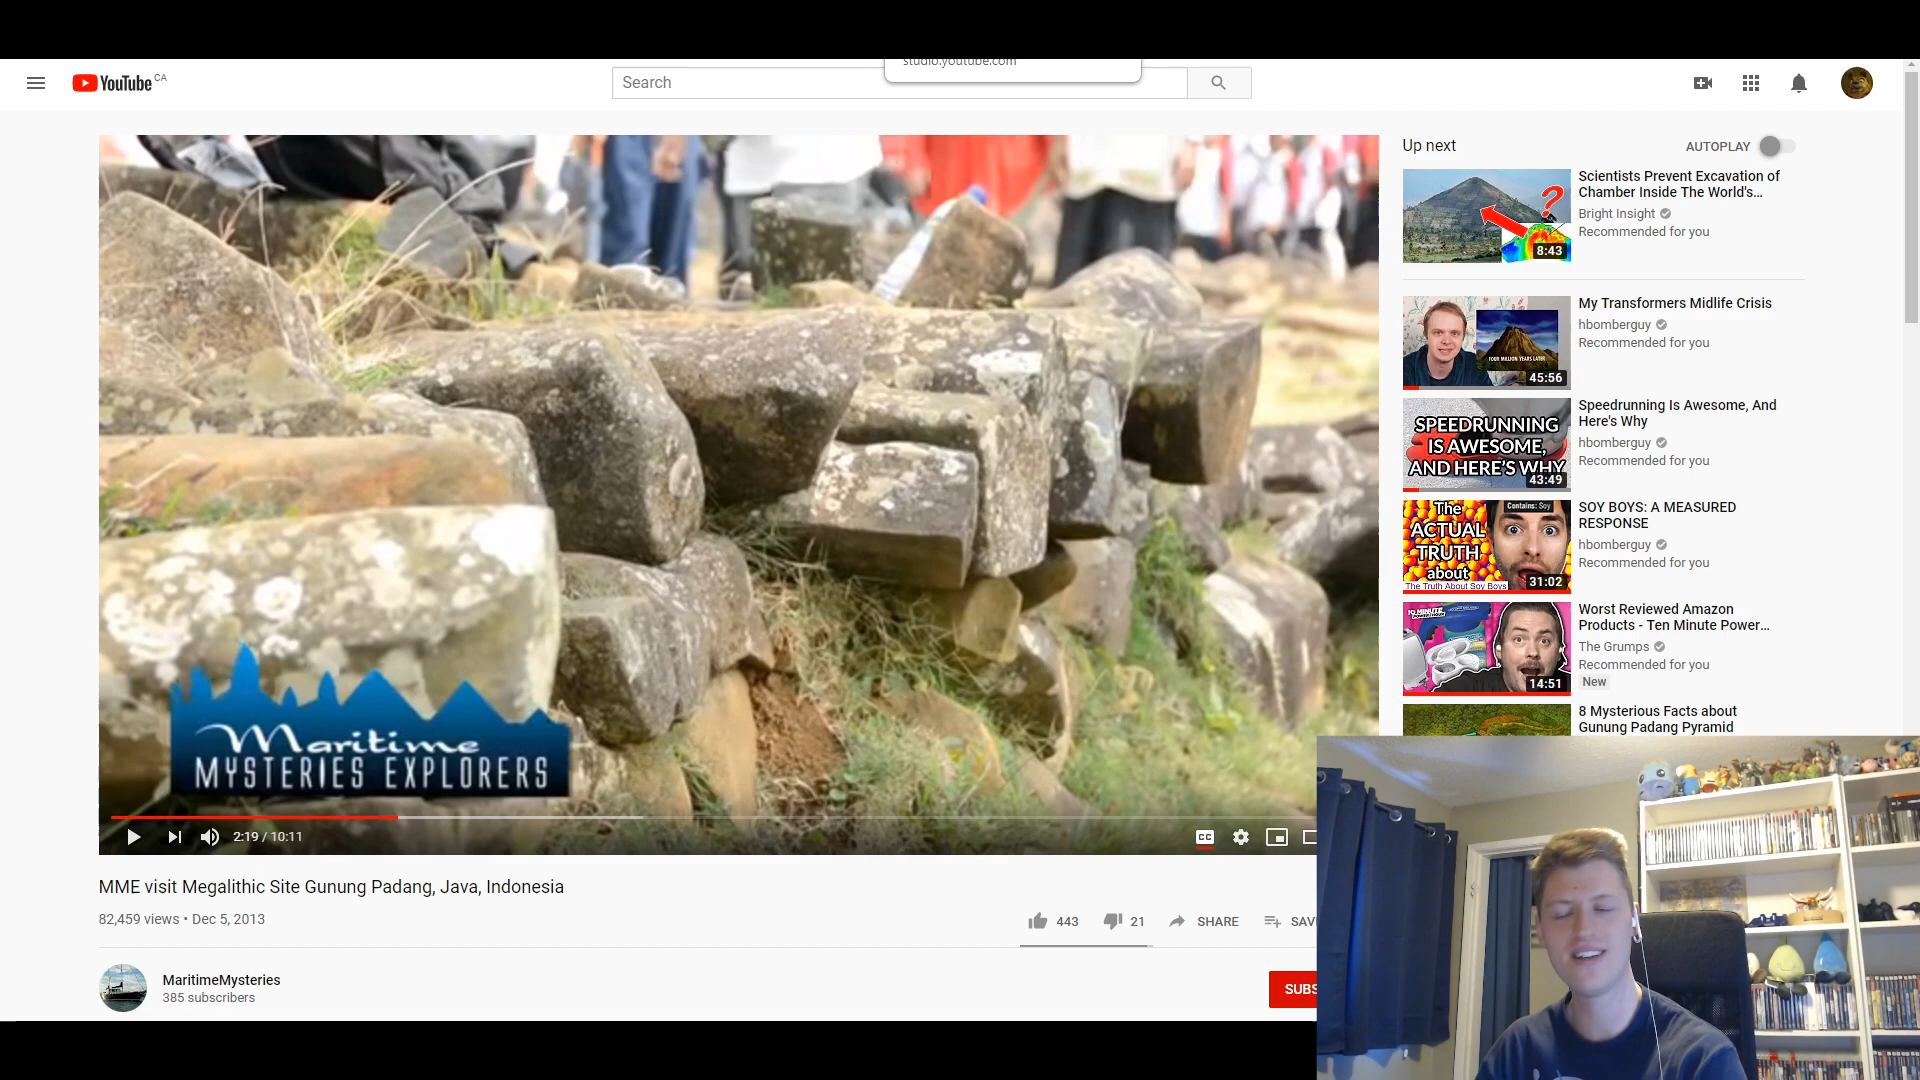 studio.youtube.com
YouTube CA
Search
Maritime
MYSTERIES EXPLORERS
2:19 / 10:11
CC
MME visit Megalithic Site Gunung Padang, Java, Indonesia
82,459 views • Dec 5, 2013
443
21
SHARE
MaritimeMysteries
385 subscribers
Up next
AUTOPLAY
?
8:43
Scientists Prevent Excavation of
Chamber Inside The World's...
Bright Insight
Recommended for you
FOUR MILLION YEARS LATER
45:56
My Transformers Midlife Crisis
hbomberguy
Recommended for you
SPEEDRUNNING
IS AWESOME,
AND HERE'S WHY
43:49
Speedrunning Is Awesome, And
Here's Why
hbomberguy
Recommended for you
Contains: Soy
The
ACTUAL
TRUTH
about
The Truth About Soy Boys
31:02
SOY BOYS: A MEASURED
RESPONSE
hbomberguy
Recommended for you
14:51
Worst Reviewed Amazon
Products - Ten Minute Power...
The Grumps
Recommended for you
New
8 Mysterious Facts about
Gunung Padang Pyramid